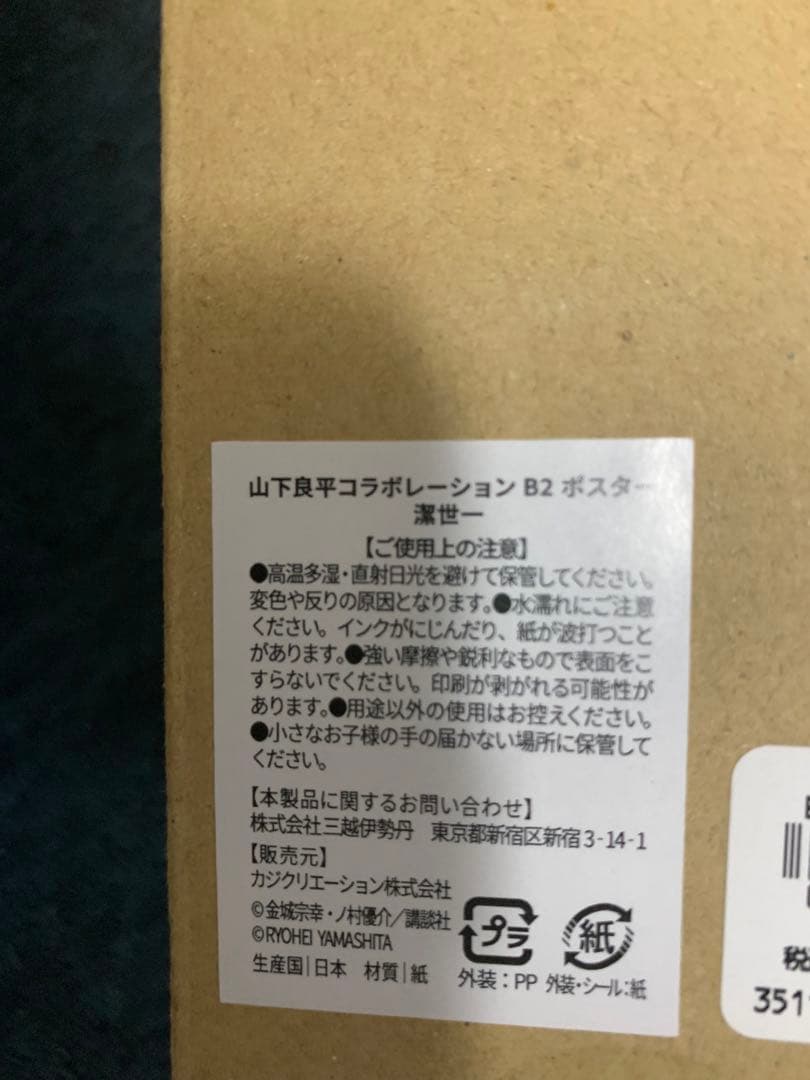 山下良平コラボレーション B2 ポスター
潔世一
【ご使用上の注意】
●高温多湿・直射日光を避けて保管してください。
変色や反りの原因となります。●水濡れにご注意
ください。インクがにじんだり、紙が波打つこと
があります。●強い摩擦や鋭利なもので表面をこ
すらないでください。印刷が剥がれる可能性が
あります。●用途以外の使用はお控えください。
●小さなお子様の手の届かない場所に保管して
ください。
【本製品に関するお問い合わせ】
株式会社三越伊勢丹 東京都新宿区新宿3-14-1
【販売元】
カジクリエーション株式会社
©金城宗幸・ノ村優介/講談社
©RYOHEI YAMASHITA
生産国|日本 材質|紙
プラ
外装：PP
紙
外装・シール:紙
税
351